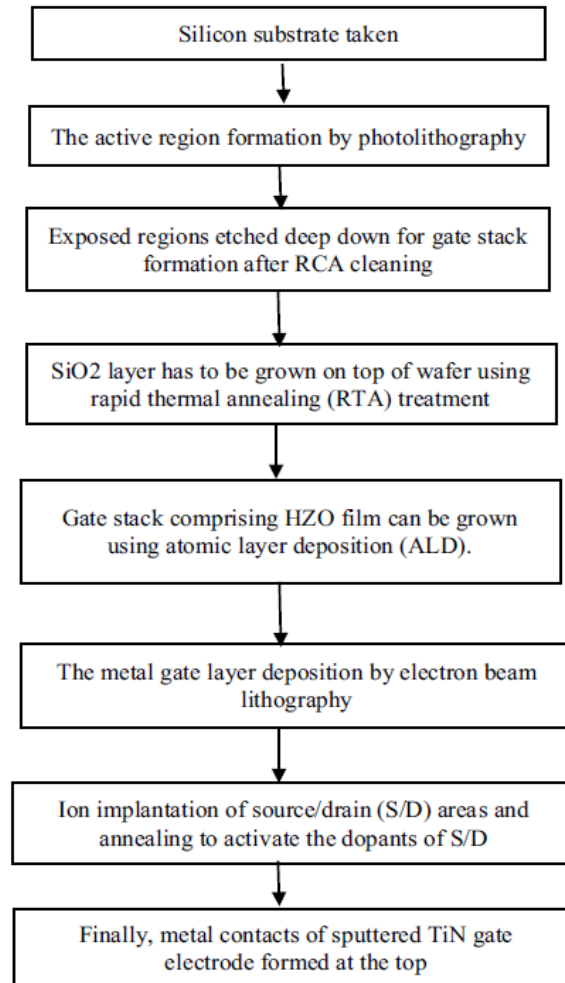 Silicon substrate taken
The active region formation by photolithography
Exposed regions etched deep down for gate stack
formation after RCA cleaning
SiO2 layer has to be grown on top of wafer using
rapid thermal annealing (RTA) treatment
Gate stack comprising HZO film can be grown
using atomic layer deposition (ALD).
The metal gate layer deposition by electron beam
lithography
Ion implantation of source/drain (S/D) areas and
annealing to activate the dopants of S/D
Finally, metal contacts of sputtered TiN gate
electrode formed at the top